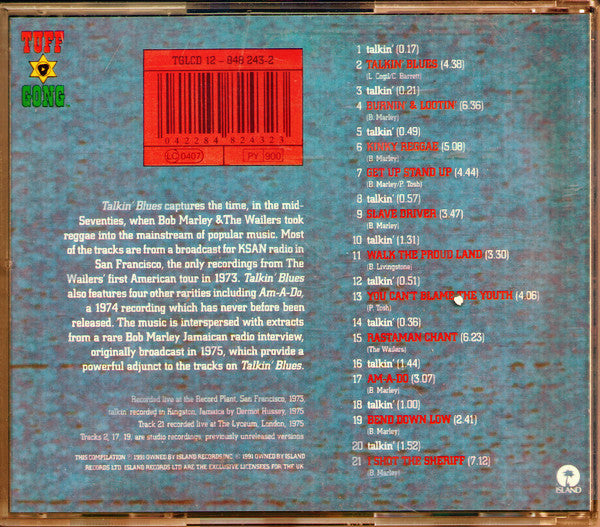 TUFF
GONG
TGLCD 12 - 848 243-2
0 42284 82432 3
LC 0407
PY 900
Talkin' Blues captures the time, in the mid-
Seventies, when Bob Marley & The Wailers took
reggae into the mainstream of popular music. Most
of the tracks are from a broadcast for KSAN radio in
San Francisco, the only recordings from The
Wailers' first American tour in 1973. Talkin' Blues
also features four other rarities including Am-A-Do,
a 1974 recording which has never before been
released. The music is interspersed with extracts
from a rare Bob Marley Jamaican radio interview,
originally broadcast in 1975, which provide a
powerful adjunct to the tracks on Talkin' Blues.
Recorded live at the Record Plant, San Francisco, 1973,
talkin recorded in Kingston, Jamaica by Dermot Hussey, 1975
Track 21 recorded live at The Lyceum, London, 1975
Tracks 2, 17, 19, are studio recordings, previously unreleased versions
THIS COMPILATION ℗ 1991 OWNED BY ISLAND RECORDS INC © 1991 OWNED BY ISLAND
RECORDS LTD ISLAND RECORDS LTD ARE THE EXCLUSIVE LICENSEES FOR THE UK
1 talkin' (0.17)
2 TALKIN' BLUES (4.38)
(L. Cogil/C. Barrett)
3 talkin' (0.21)
4 BURNIN' & LOOTIN' (6.36)
(B. Marley)
5 talkin' (0.49)
6 KINKY REGGAE (5.08)
(B. Marley)
7 GET UP STAND UP (4.44)
(B. Marley/P. Tosh)
8 talkin' (0.57)
9 SLAVE DRIVER (3.47)
(B. Marley)
10 talkin' (1.31)
11 WALK THE PROUD LAND (3.30)
(B. Livingstone)
12 talkin' (0.51)
13 YOU CAN'T BLAME THE YOUTH (4.06)
(P. Tosh)
14 talkin' (0.36)
15 RASTAMAN CHANT (6.23)
(The Wailers)
16 talkin' (1.44)
17 AM-A-DO (3.07)
(B. Marley)
18 talkin' (1.00)
19 BEND DOWN LOW (2.41)
(B. Marley)
20 talkin' (1.52)
21 I SHOT THE SHERIFF (7.12)
(B. Marley)
ISLAND